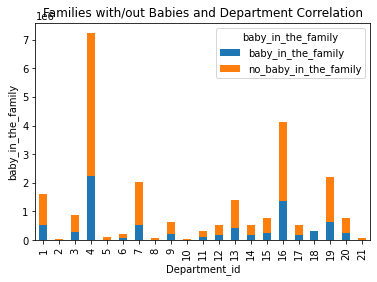 Families with/out Babies and Department Correlation
1e6
baby_in_the_family
baby_in_the_family
no_baby_in_the_family
7
6
5
4
3
2
1
0
baby_in_the_family
1 2 3 4 5 6 7 8 9 10 11 12 13 14 15 16 17 18 19 20 21
Department_id